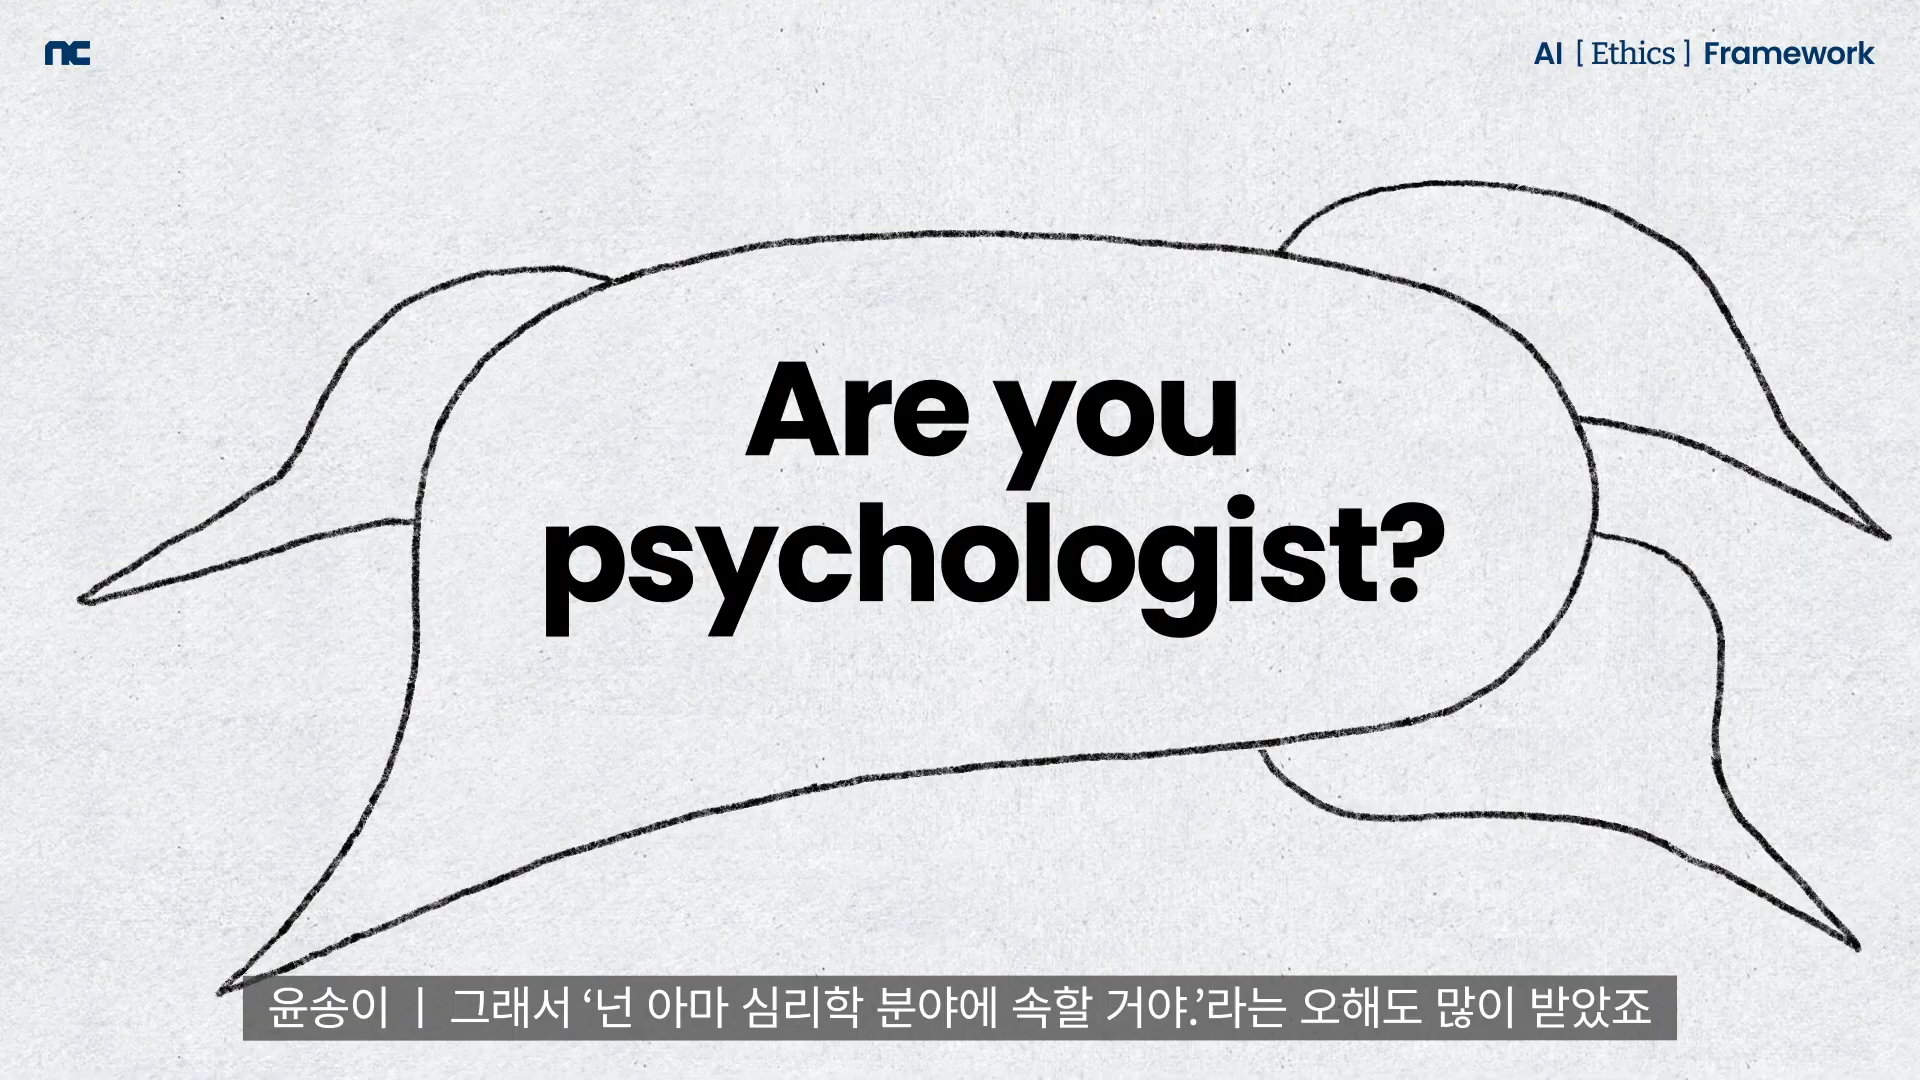 nc
AI [ Ethics ] Framework
Are you
psychologist?
윤송이 | 그래서 ‘넌 아마 심리학 분야에 속할 거야.’라는 오해도 많이 받았죠